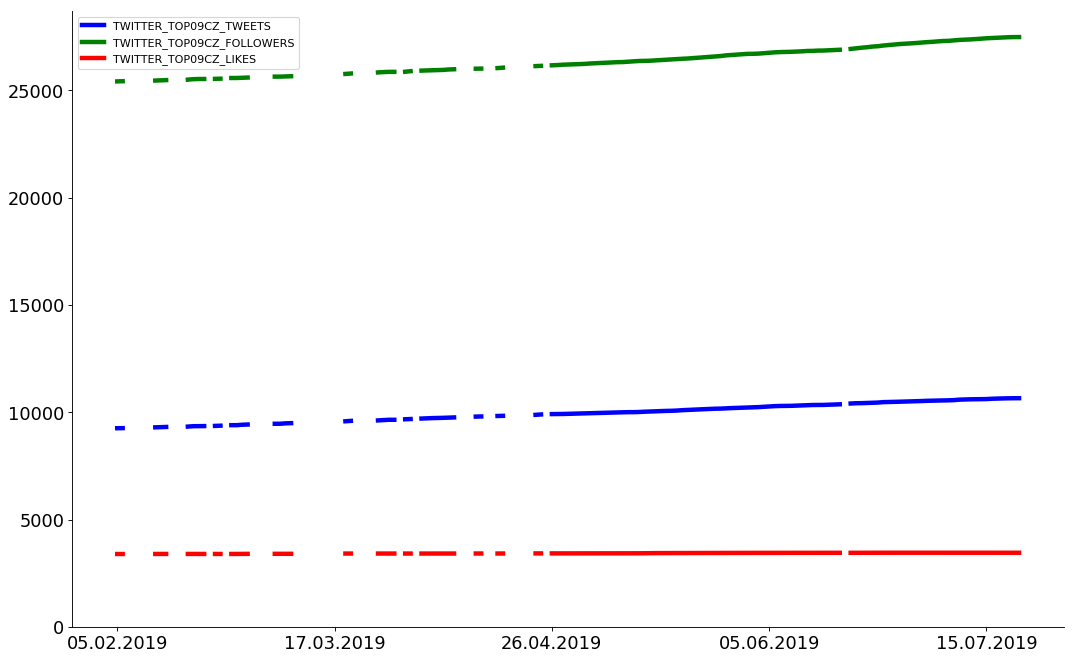 TWITTER_TOP09CZ_TWEETS
TWITTER_TOP09CZ_FOLLOWERS
TWITTER_TOP09CZ_LIKES
25000
20000
15000
10000
5000
0
05.02.2019 17.03.2019 26.04.2019 05.06.2019 15.07.2019